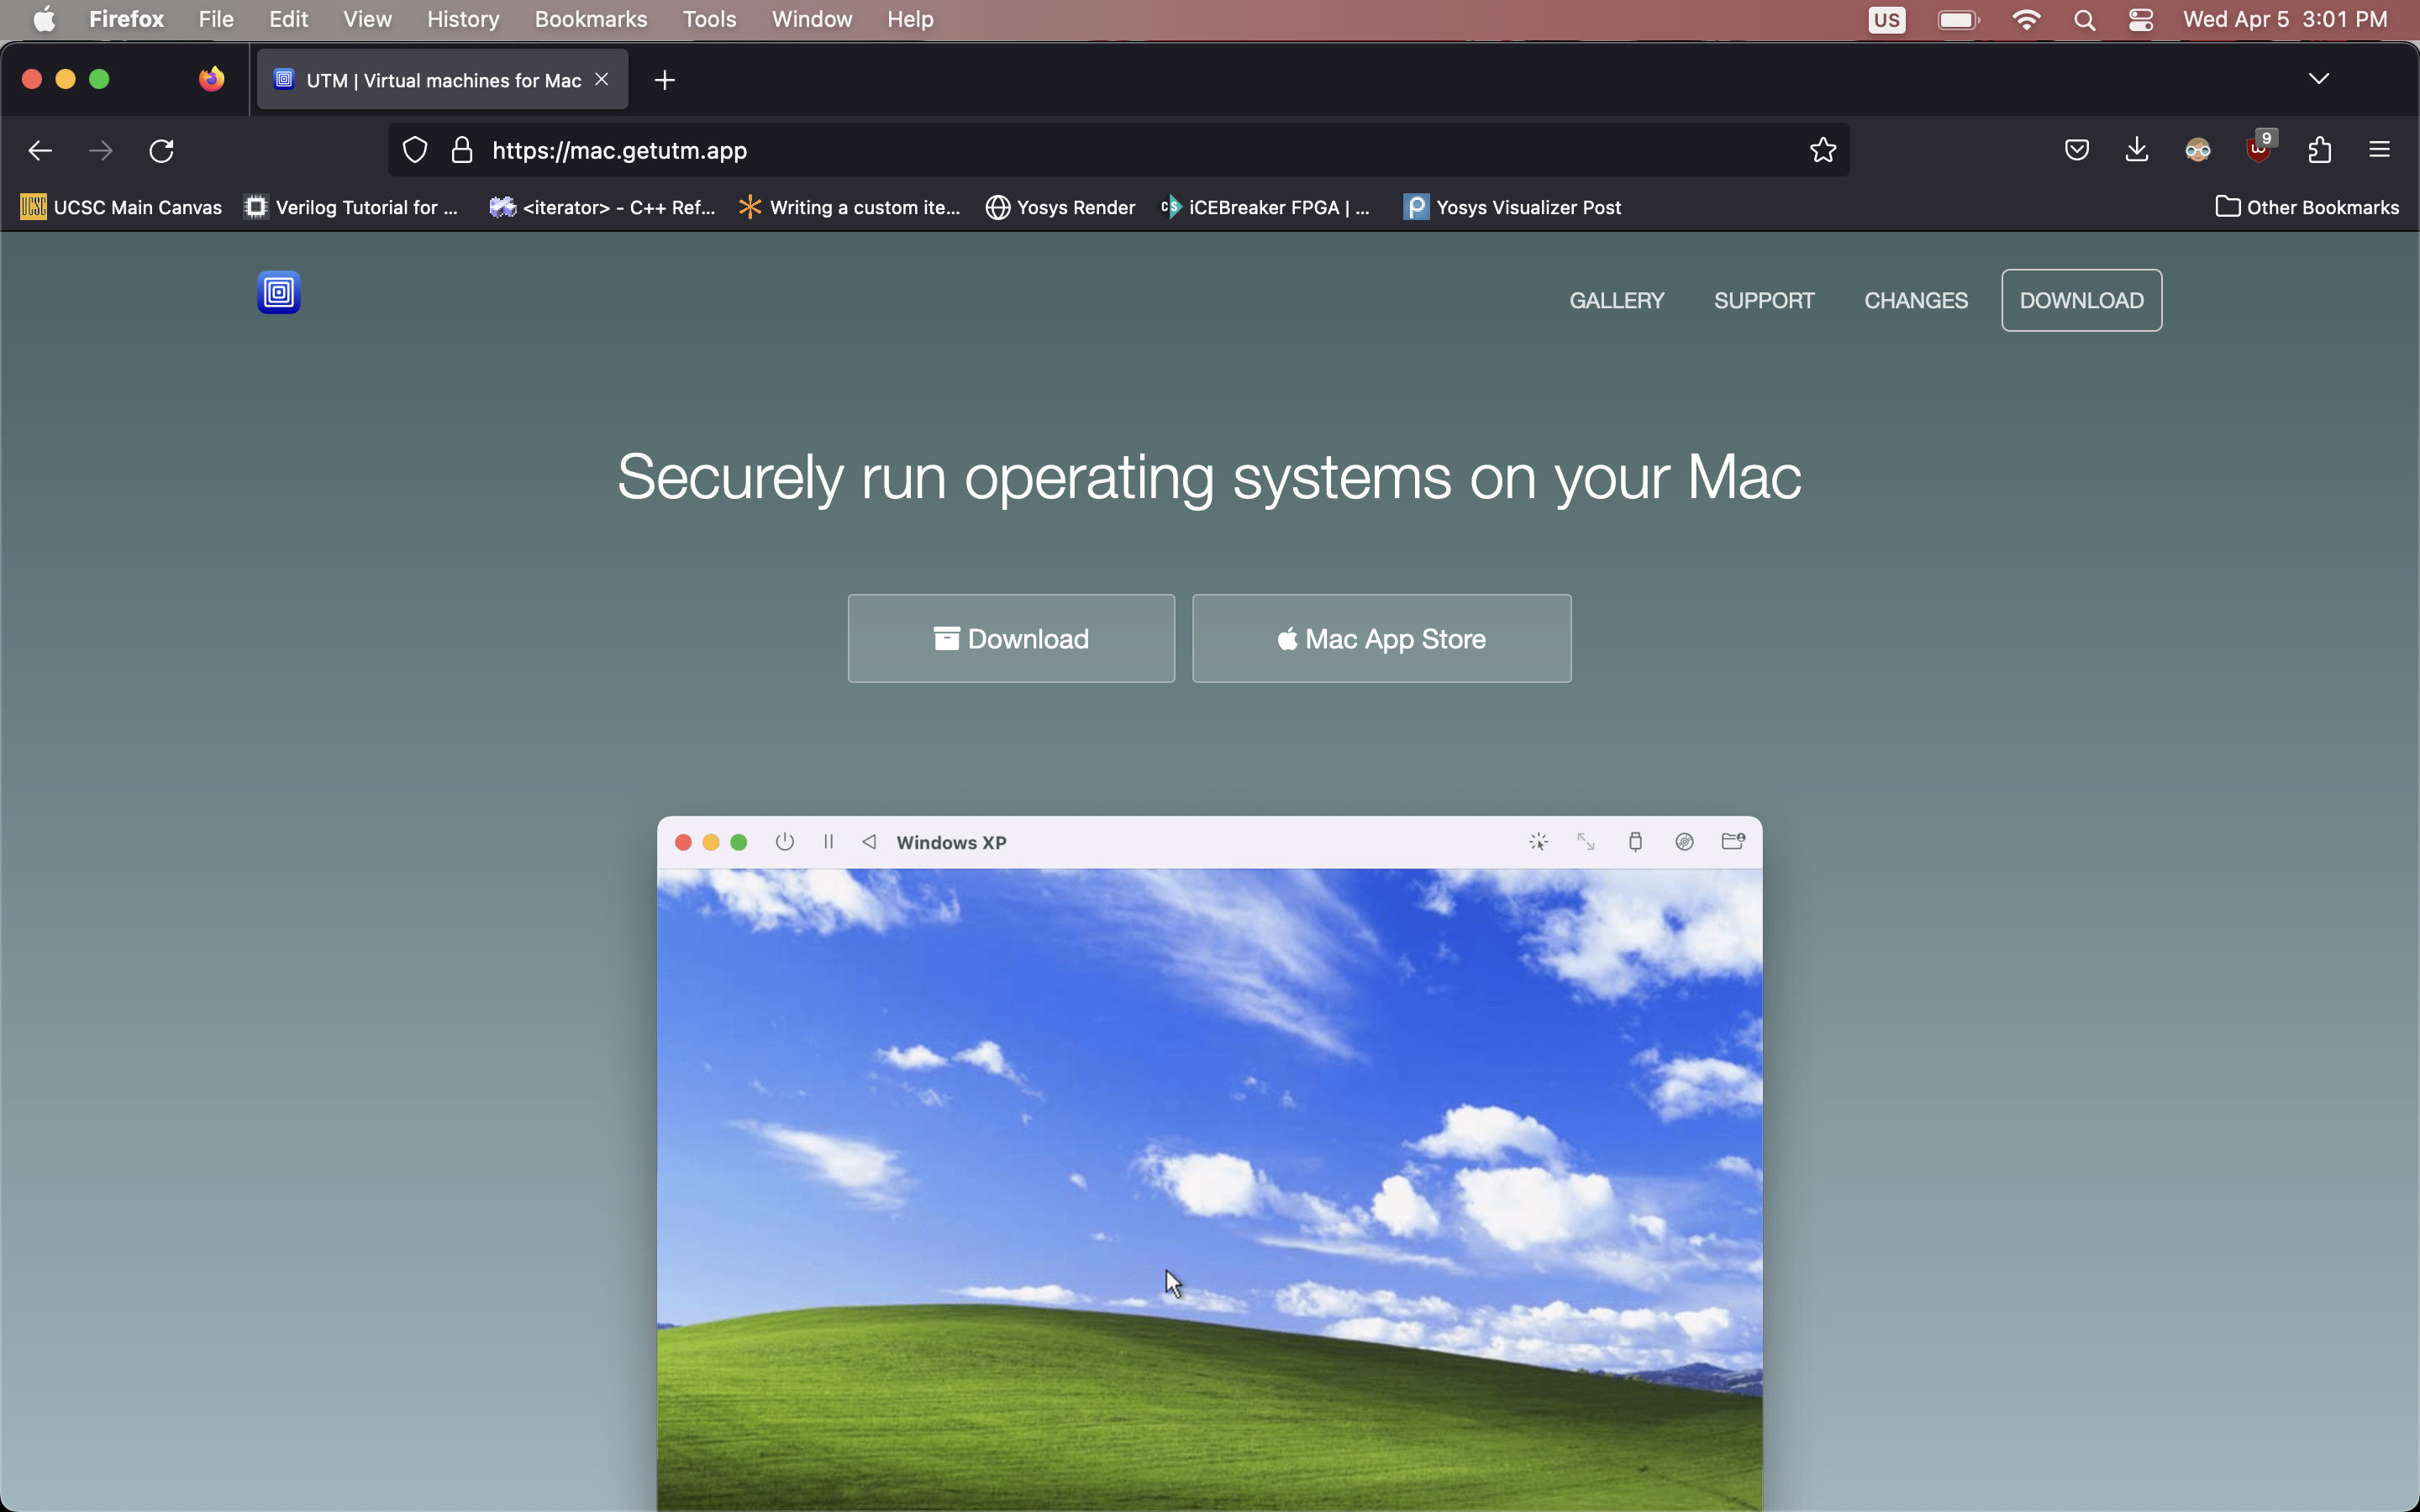 Firefox File Edit View History Bookmarks Tools Window Help US Wed Apr 5 3:01 PM
UTM | Virtual machines for Mac
https://mac.getutm.app 9
UCSC UCSC Main Canvas Verilog Tutorial for ... <iterator> - C++ Ref... Writing a custom ite... Yosys Render CS iCEBreaker FPGA | ... P Yosys Visualizer Post Other Bookmarks
GALLERY SUPPORT CHANGES DOWNLOAD
Securely run operating systems on your Mac
Download Mac App Store
Windows XP